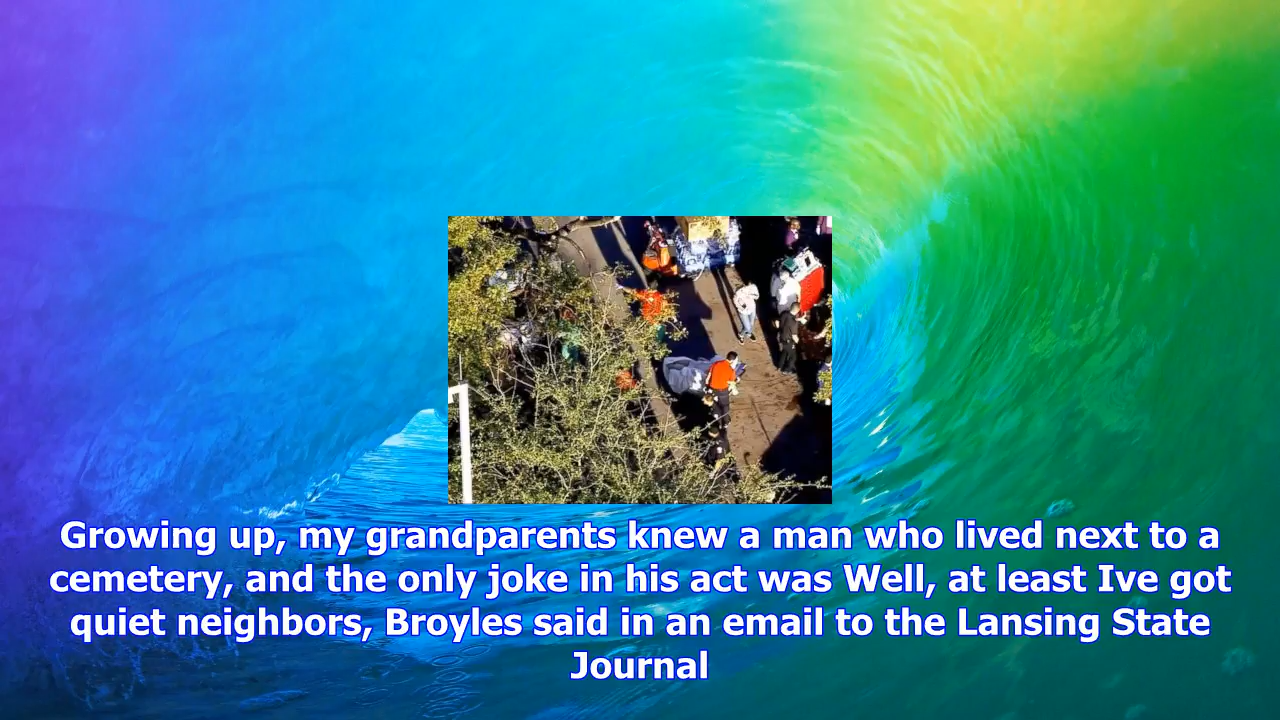 Growing up, my grandparents knew a man who lived next to a
cemetery, and the only joke in his act was Well, at least Ive got
quiet neighbors, Broyles said in an email to the Lansing State
Journal